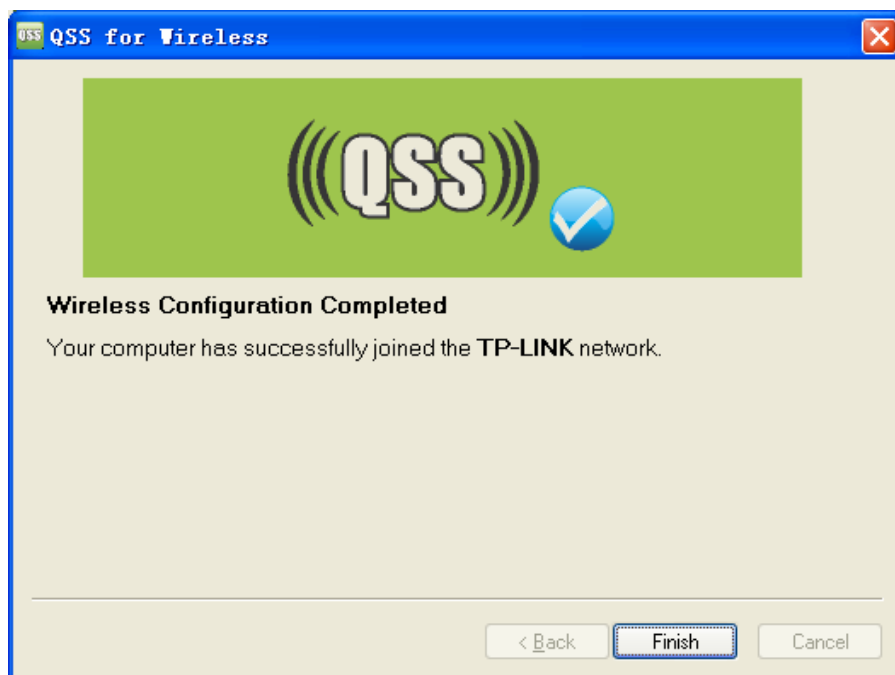 QSS QSS for Wireless
QSS
Wireless Configuration Completed
Your computer has successfully joined the TP-LINK network.
< Back Finish Cancel